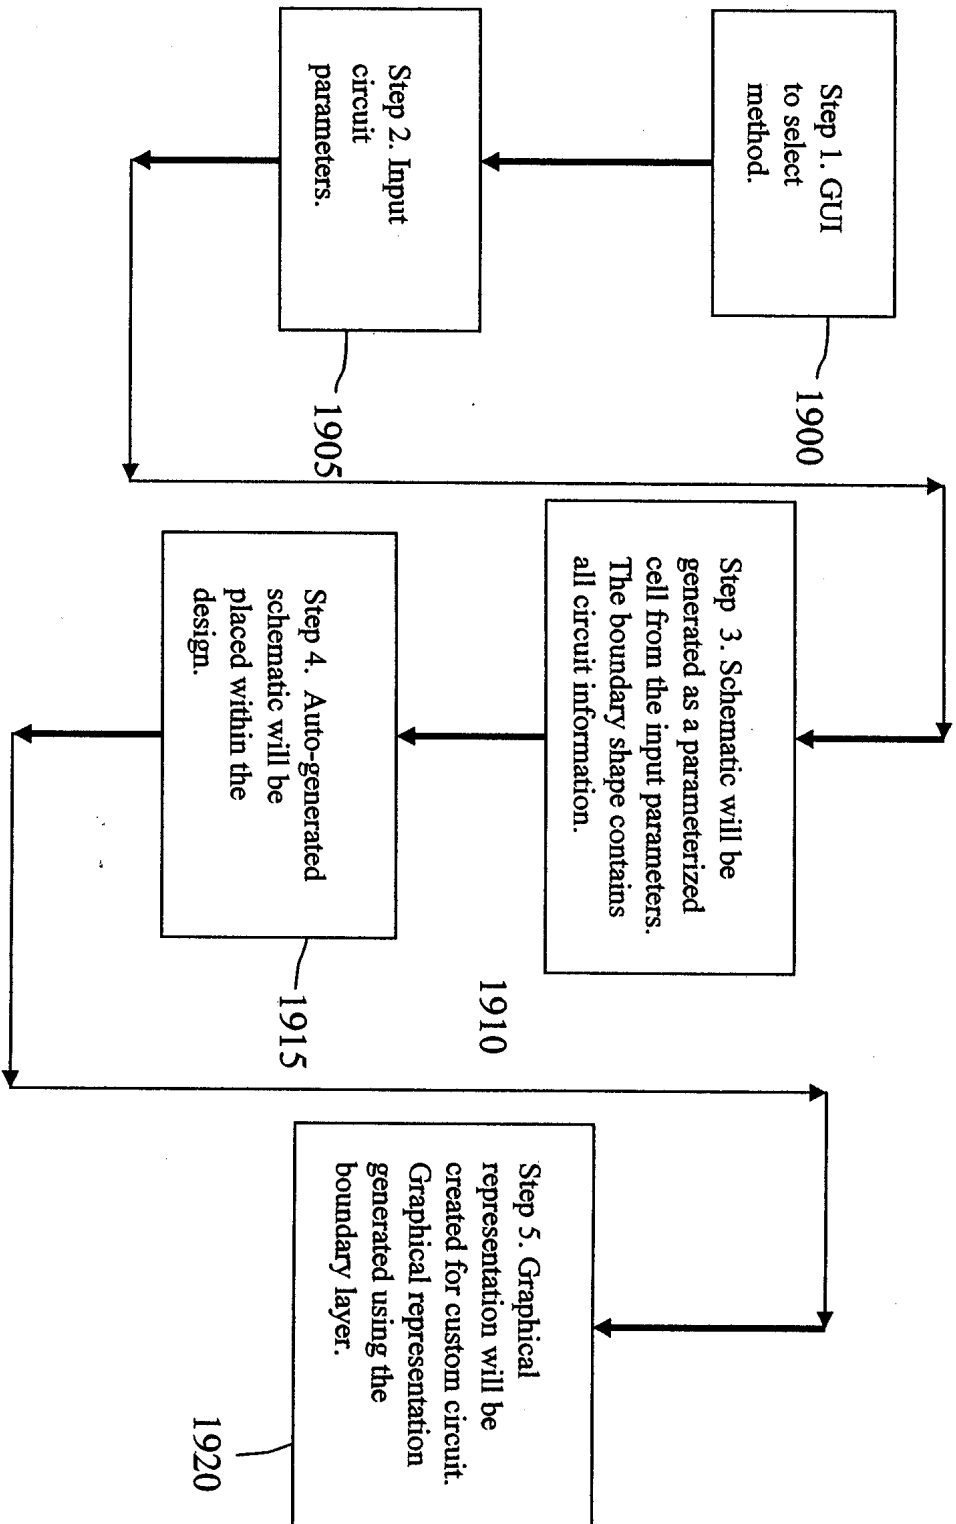 Step 1. GUI
to select
method.
1900
Step 2. Input
circuit
parameters.
1905
Step 3. Schematic will be
generated as a parameterized
cell from the input parameters.
The boundary shape contains
all circuit information.
1910
Step 4. Auto-generated
schematic will be
placed within the
design.
1915
Step 5. Graphical
representation will be
created for custom circuit.
Graphical representation
generated using the
boundary layer.
1920